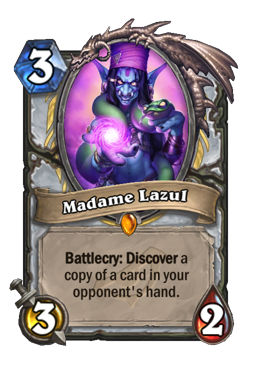 3
Madame Lazul
Battlecry: Discover a
copy of a card in your
opponent's hand.
3
2